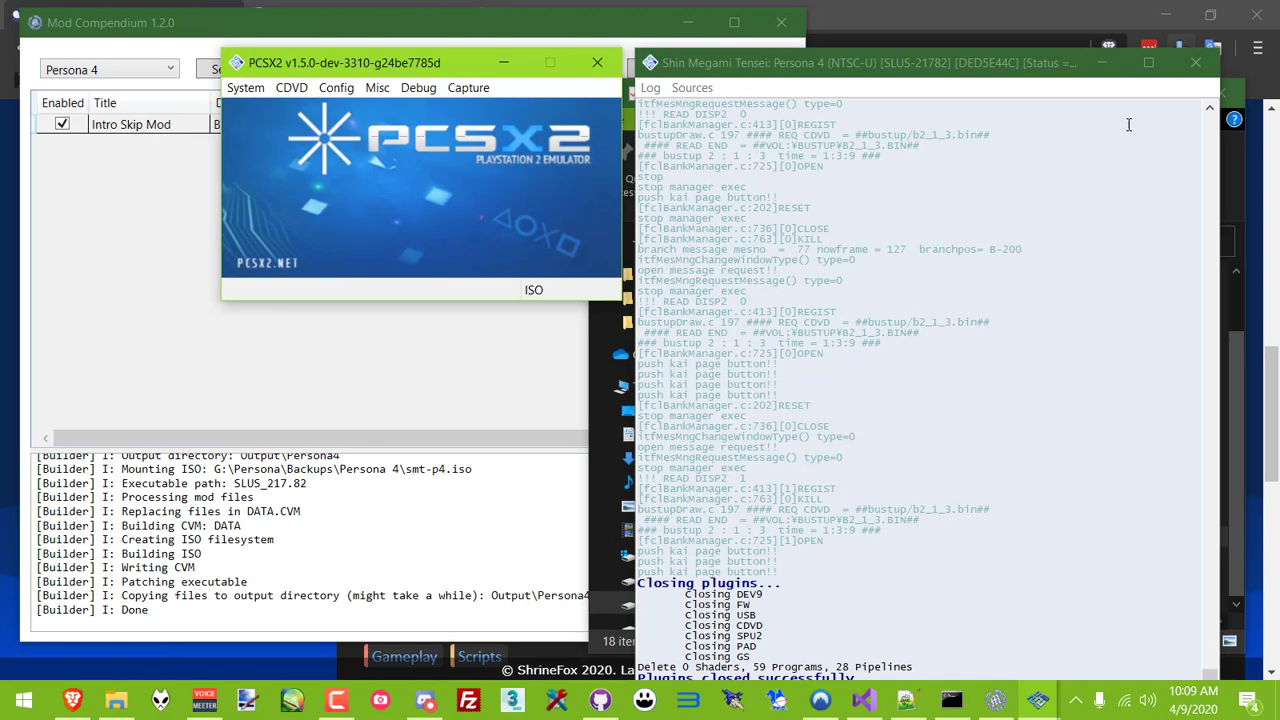 Mod Compendium 1.2.0
Persona 4
Enabled Title
Intro Skip Mod B
[Builder] I: Output directory: Output\Persona4
[Builder] I: Mounting ISO: G:\Persona\Backups\Persona 4\smt-p4.iso
[Builder] I: Executable path: SLUS_217.82
[Builder] I: Processing mod files
[Builder] I: Replacing files in DATA.CVM
[Builder] I: Building CVM: DATA
[Builder] I: Creating ISO filesystem
[Builder] I: Building ISO
[Builder] I: Writing CVM
[Builder] I: Patching executable
[Builder] I: Copying files to output directory (might take a while): Output\Persona4
[Builder] I: Done
PCSX2 v1.5.0-dev-3310-g24be7785d
System CDVD Config Misc Debug Capture
PCSX2
PLAYSTATION 2 EMULATOR
PCSX2.NET
ISO
Shin Megami Tensei: Persona 4 (NTSC-U) [SLUS-21782] [DED5E44C] [Status =...
Log Sources
itfMesMngRequestMessage() type=0
!!! READ DISP2 0
[fclBankManager.c:413][0]REGIST
bustupDraw.c 197 #### REQ CDVD = ##bustup/b2_1_3.bin##
#### READ END = ##VOL:¥BUSTUP¥B2_1_3.BIN##
### bustup 2 : 1 : 3 time = 1:3:9 ###
[fclBankManager.c:725][0]OPEN
stop
stop manager exec
push kai page button!!
[fclBankManager.c:202]RESET
stop manager exec
[fclBankManager.c:736][0]CLOSE
[fclBankManager.c:763][0]KILL
branch message mesno = 77 nowframe = 127 branchpos= B-200
itfMesMngChangeWindowType() type=0
open message request!!
itfMesMngRequestMessage() type=0
stop manager exec
!!! READ DISP2 0
[fclBankManager.c:413][0]REGIST
bustupDraw.c 197 #### REQ CDVD = ##bustup/b2_1_3.bin##
#### READ END = ##VOL:¥BUSTUP¥B2_1_3.BIN##
### bustup 2 : 1 : 3 time = 1:3:9 ###
[fclBankManager.c:725][0]OPEN
push kai page button!!
push kai page button!!
push kai page button!!
push kai page button!!
[fclBankManager.c:202]RESET
stop manager exec
[fclBankManager.c:736][0]CLOSE
itfMesMngChangeWindowType() type=0
open message request!!
itfMesMngRequestMessage() type=0
stop manager exec
!!! READ DISP2 1
[fclBankManager.c:413][1]REGIST
[fclBankManager.c:763][0]KILL
bustupDraw.c 197 #### REQ CDVD = ##bustup/b2_1_3.bin##
#### READ END = ##VOL:¥BUSTUP¥B2_1_3.BIN##
### bustup 2 : 1 : 3 time = 1:3:9 ###
[fclBankManager.c:725][1]OPEN
push kai page button!!
push kai page button!!
push kai page button!!
Closing plugins...
Closing DEV9
Closing FW
Closing USB
Closing CDVD
Closing SPU2
Closing PAD
Closing GS
Delete 0 Shaders, 59 Programs, 28 Pipelines
Plugins closed successfully
18 ite
Gameplay Scripts
© ShrineFox 2020. La
VOICE MEETER
10:09 AM
4/9/2020
4